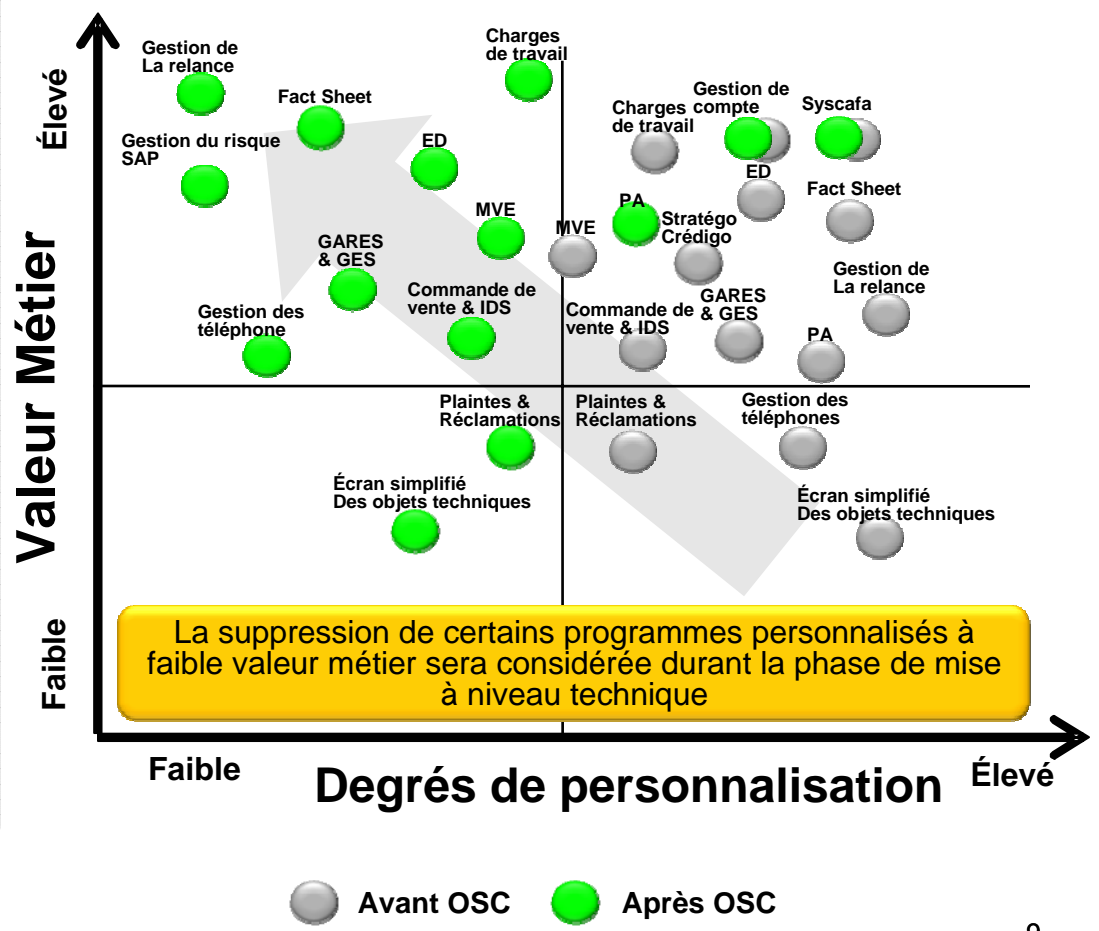 Valeur Métier
Élevé
Faible
Gestion de
La relance
Fact Sheet
Charges
de travail
Gestion du risque
SAP
ED
MVE
GARES
& GES
Commande de
vente & IDS
Gestion des
téléphone
Charges
de travail
Gestion de
compte
Syscafa
ED
Fact Sheet
PA
MVE
Stratégo
Crédigo
Gestion de
La relance
Commande de
vente & IDS
GARES
& GES
PA
Plaintes &
Réclamations
Plaintes &
Réclamations
Gestion des
téléphones
Écran simplifié
Des objets techniques
Écran simplifié
Des objets techniques
La suppression de certains programmes personnalisés à
faible valeur métier sera considérée durant la phase de mise
à niveau technique
Faible
Degrés de personnalisation
Élevé
Avant OSC
Après OSC